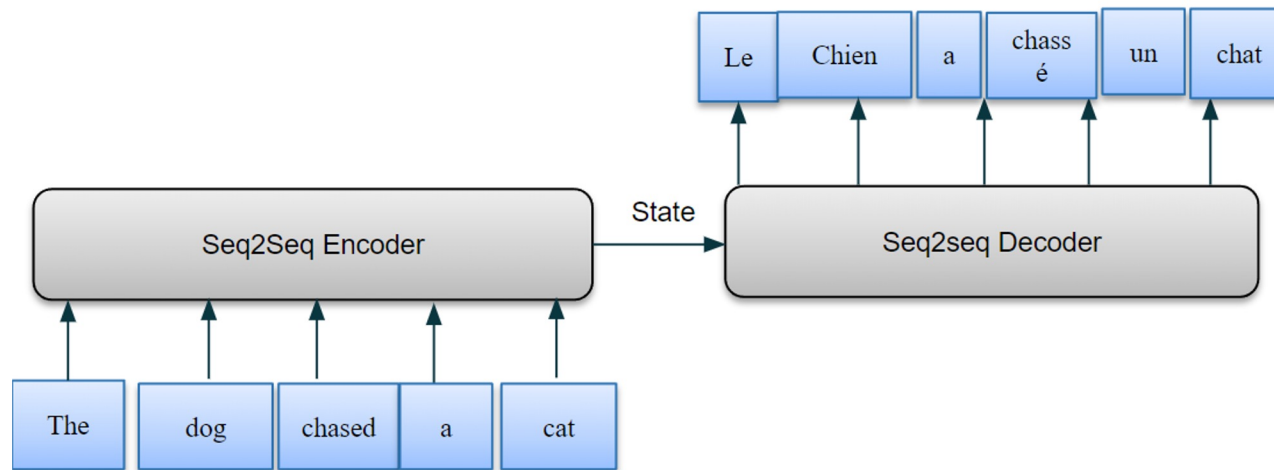 Le Chien a chass un chat
é
State
Seq2Seq Encoder
Seq2seq Decoder
The dog chased a cat